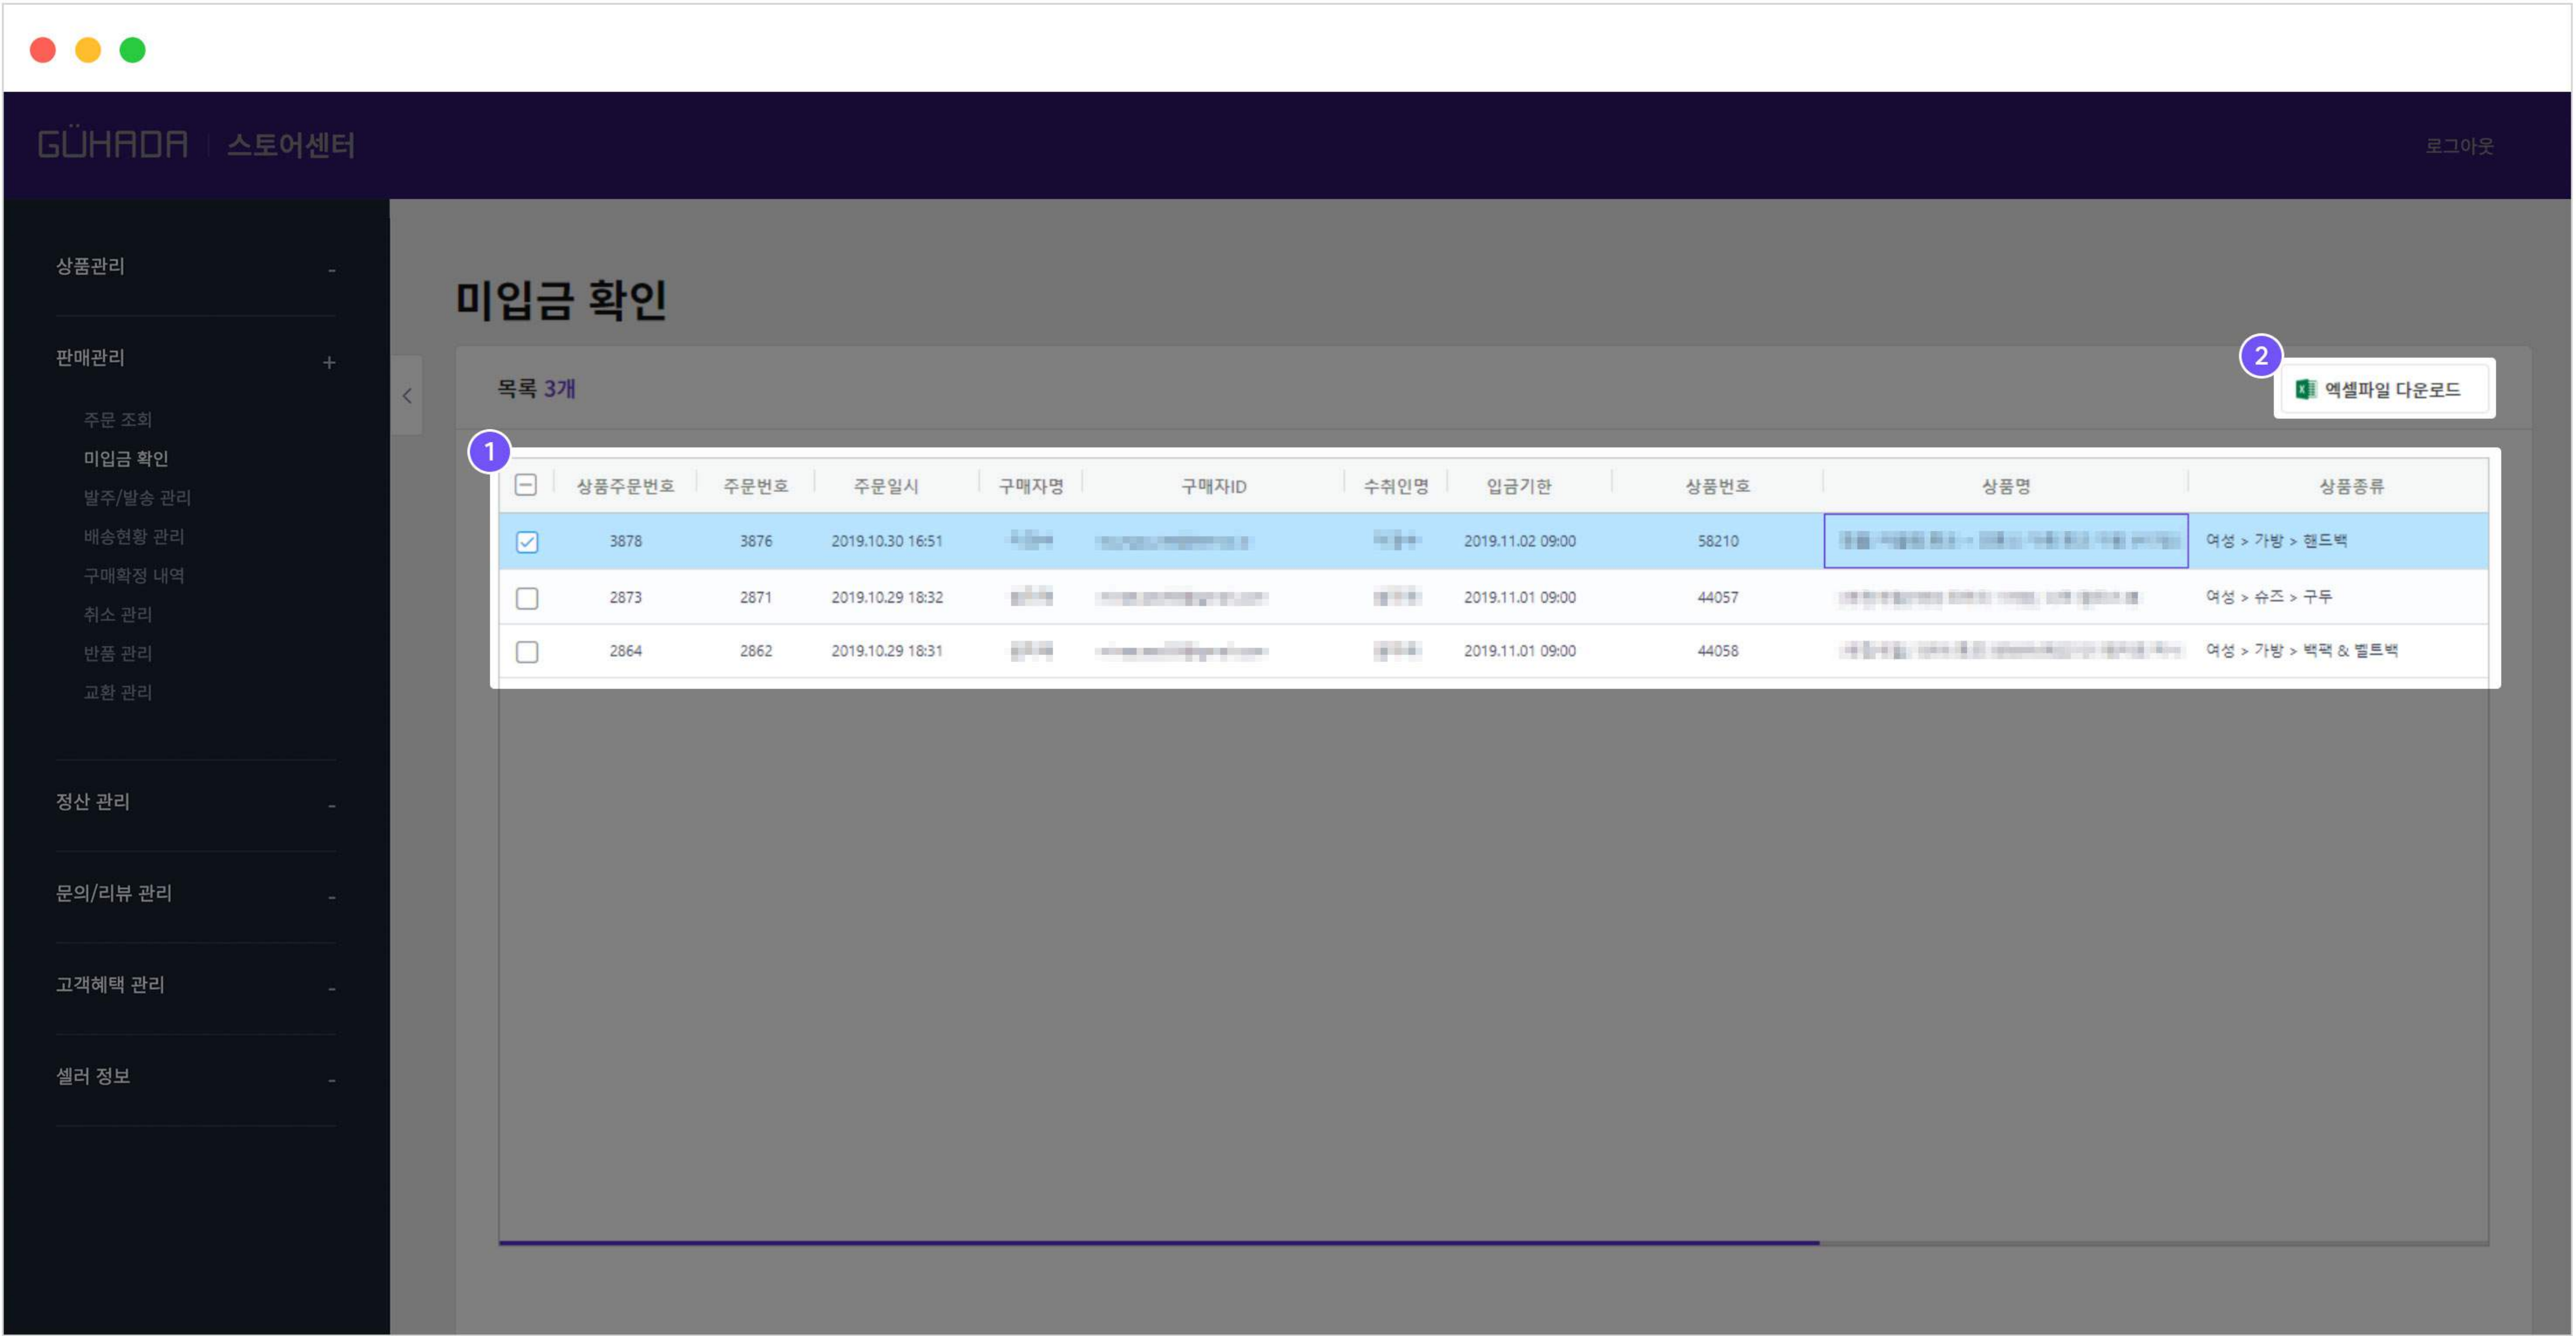 GÜHADA 스토어센터
로그아웃
상품관리 -
판매관리 +
주문 조회
미입금 확인
발주/발송 관리
배송현황 관리
구매확정 내역
취소 관리
반품 관리
교환 관리
정산 관리 -
문의/리뷰 관리 -
고객혜택 관리 -
셀러 정보 -
<
미입금 확인
목록 3개
2
엑셀파일 다운로드
1
상품주문번호 주문번호 주문일시 구매자명 구매자ID 수취인명 입금기한 상품번호 상품명 상품종류
3878 3876 2019.10.30 16:51 2019.11.02 09:00 58210 여성 > 가방 > 핸드백
2873 2871 2019.10.29 18:32 2019.11.01 09:00 44057 여성 > 슈즈 > 구두
2864 2862 2019.10.29 18:31 2019.11.01 09:00 44058 여성 > 가방 > 백팩 & 벨트백